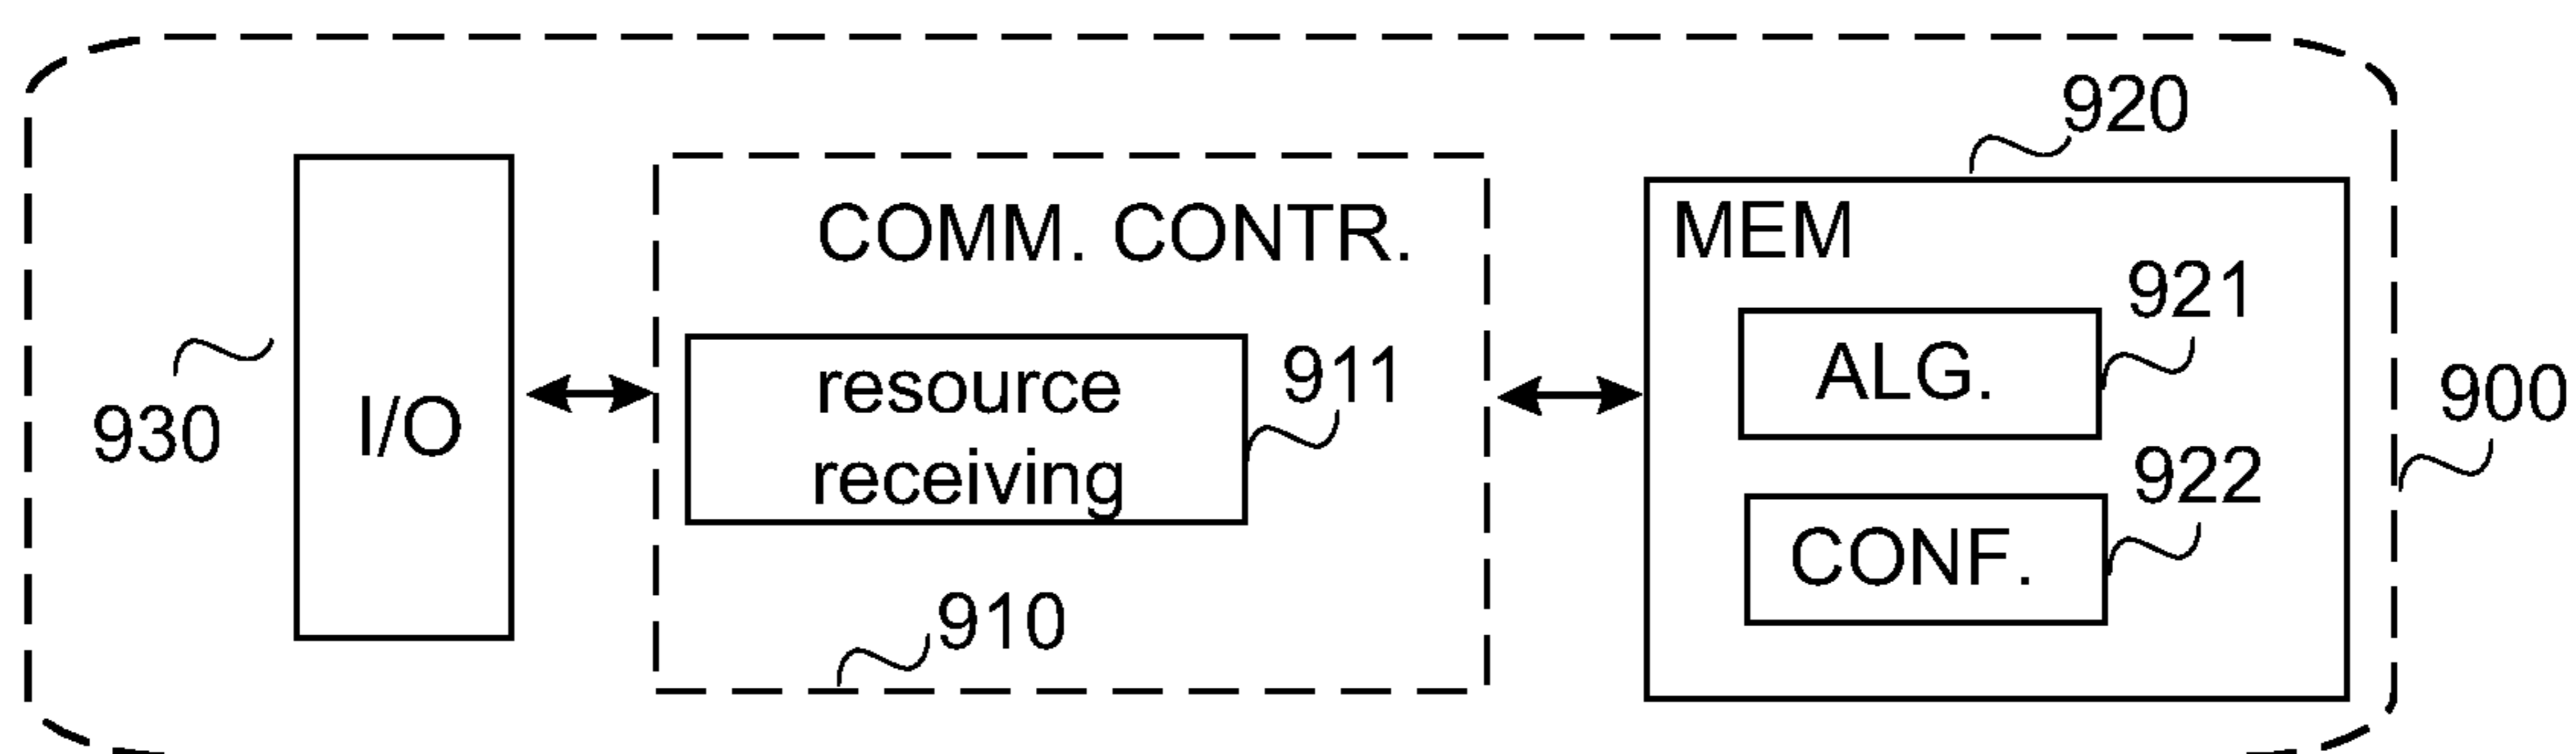 920
COMM. CONTR.
MEM
921
ALG.
resource
receiving
911
900
930
I/O
922
CONF.
910